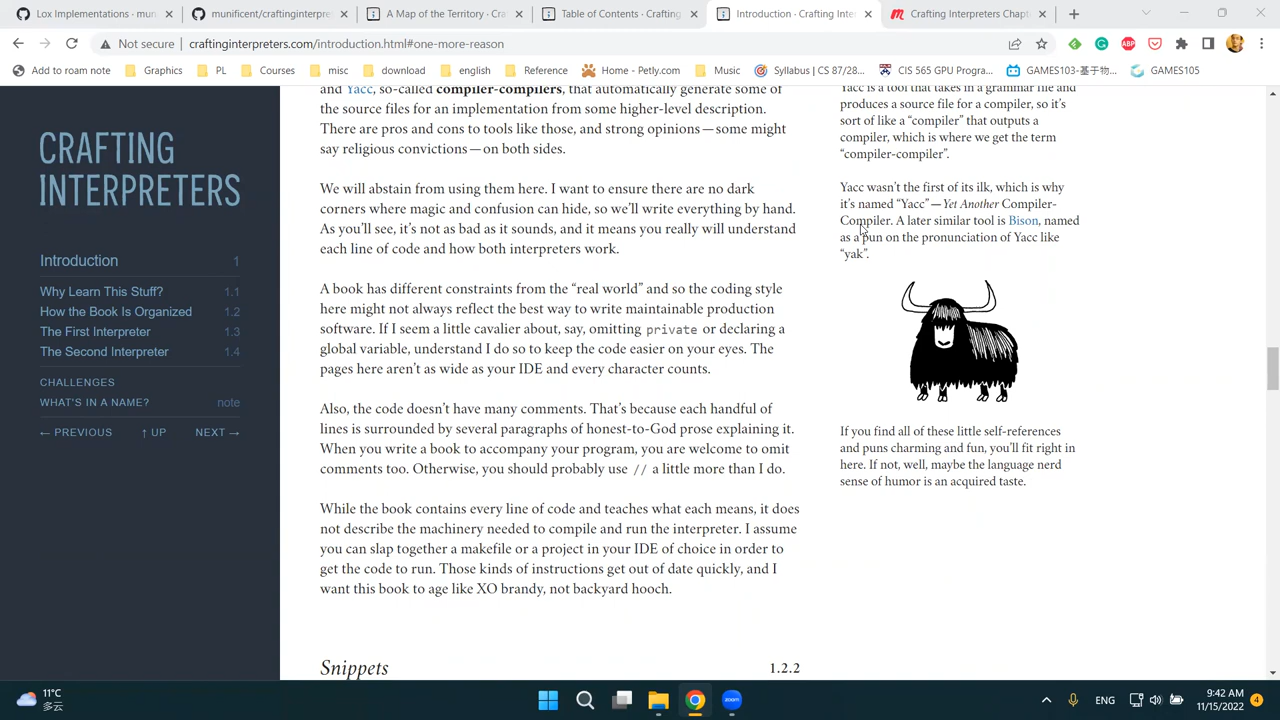 Lox Implementations · mun
munificent/craftinginterpre
A Map of the Territory · Cra
Table of Contents · Crafting
Introduction · Crafting Inte
Crafting Interpreters Chapt
Not secure | craftinginterpreters.com/introduction.html#one-more-reason
Add to roam note
Graphics
PL
Courses
misc
download
english
Reference
Home - Petly.com
Music
Syllabus | CS 87/28...
CIS 565 GPU Progra...
GAMES103-基于物...
GAMES105
CRAFTING
INTERPRETERS
Introduction 1
Why Learn This Stuff? 1.1
How the Book Is Organized 1.2
The First Interpreter 1.3
The Second Interpreter 1.4
CHALLENGES
WHAT'S IN A NAME? note
← PREVIOUS ↑ UP NEXT →
and Yacc, so-called compiler-compilers, that automatically generate some of
the source files for an implementation from some higher-level description.
There are pros and cons to tools like those, and strong opinions—some might
say religious convictions—on both sides.
We will abstain from using them here. I want to ensure there are no dark
corners where magic and confusion can hide, so we'll write everything by hand.
As you'll see, it's not as bad as it sounds, and it means you really will understand
each line of code and how both interpreters work.
A book has different constraints from the “real world” and so the coding style
here might not always reflect the best way to write maintainable production
software. If I seem a little cavalier about, say, omitting private or declaring a
global variable, understand I do so to keep the code easier on your eyes. The
pages here aren't as wide as your IDE and every character counts.
Also, the code doesn't have many comments. That's because each handful of
lines is surrounded by several paragraphs of honest-to-God prose explaining it.
When you write a book to accompany your program, you are welcome to omit
comments too. Otherwise, you should probably use // a little more than I do.
While the book contains every line of code and teaches what each means, it does
not describe the machinery needed to compile and run the interpreter. I assume
you can slap together a makefile or a project in your IDE of choice in order to
get the code to run. Those kinds of instructions get out of date quickly, and I
want this book to age like XO brandy, not backyard hooch.
Snippets 1.2.2
Yacc is a tool that takes in a grammar file and
produces a source file for a compiler, so it's
sort of like a “compiler” that outputs a
compiler, which is where we get the term
“compiler-compiler”.
Yacc wasn't the first of its ilk, which is why
it's named “Yacc”—Yet Another Compiler-
Compiler. A later similar tool is Bison, named
as a pun on the pronunciation of Yacc like
“yak”.
If you find all of these little self-references
and puns charming and fun, you'll fit right in
here. If not, well, maybe the language nerd
sense of humor is an acquired taste.
11°C
多云
zoom
ENG
9:42 AM
11/15/2022
4